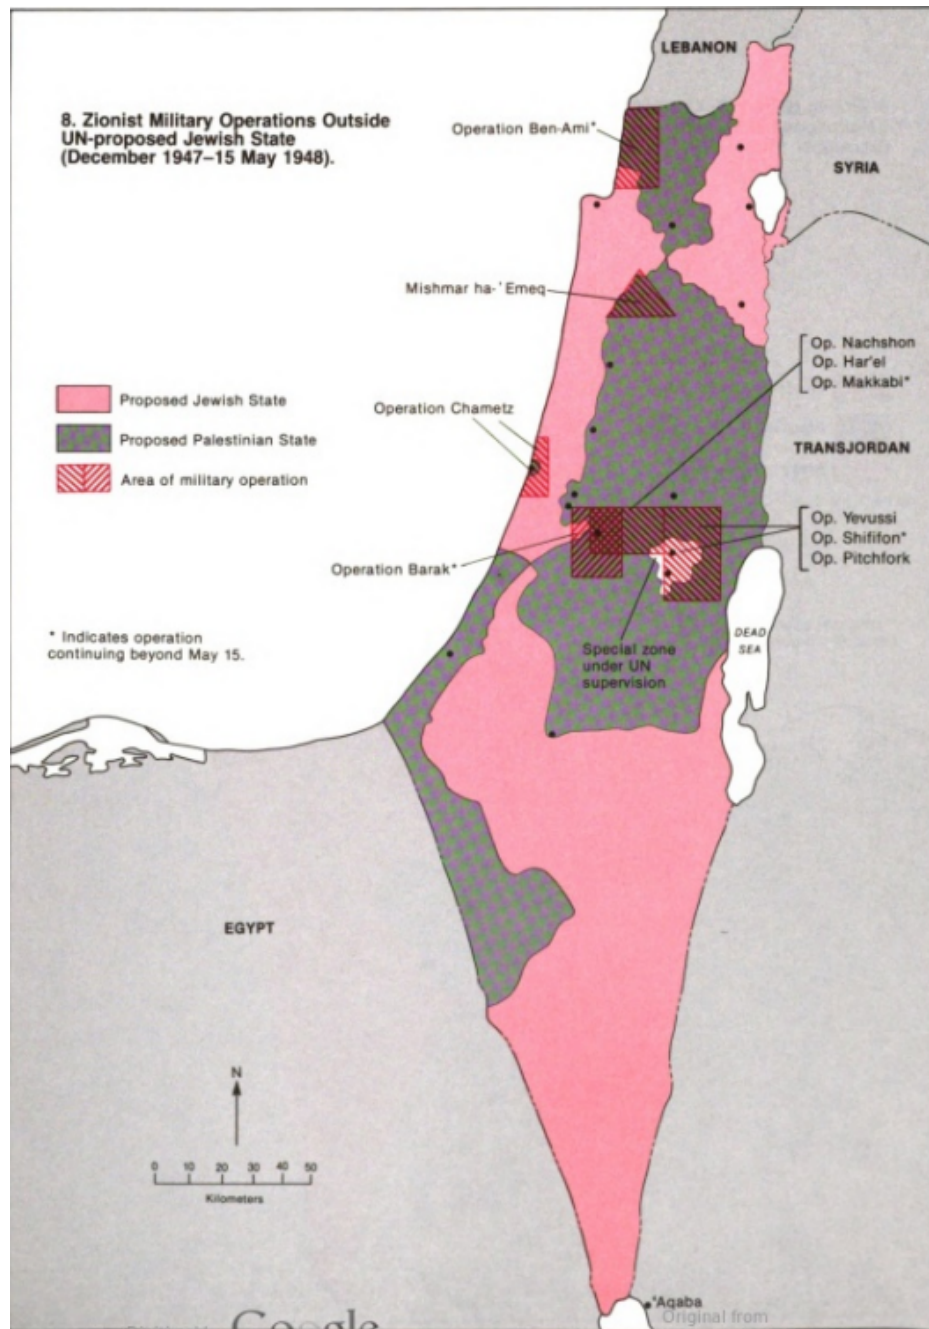 LEBANON
8. Zionist Military Operations Outside
UN-proposed Jewish State
(December 1947–15 May 1948).
Operation Ben-Ami*
SYRIA
Mishmar ha-'Emeq
Op. Nachshon
Op. Har'el
Op. Makkabi*
Proposed Jewish State
Operation Chametz
Proposed Palestinian State
TRANSJORDAN
Area of military operation
Op. Yevussi
Op. Shififon*
Op. Pitchfork
Operation Barak*
* Indicates operation
continuing beyond May 15.
DEAD
SEA
Special zone
under UN
supervision
EGYPT
N
0 10 20 30 40 50
Kilometers
'Aqaba
Google
Original from